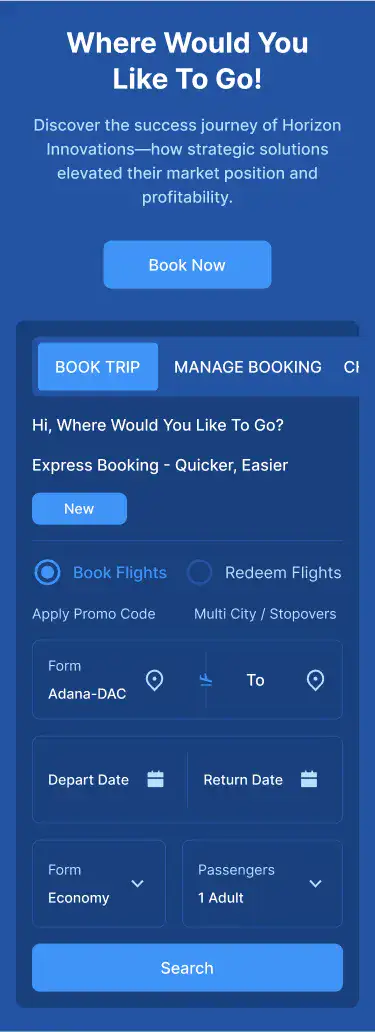 Where Would You
Like To Go!
Discover the success journey of Horizon
Innovations—how strategic solutions
elevated their market position and
profitability.
Book Now
BOOK TRIP MANAGE BOOKING CH
Hi, Where Would You Like To Go?
Express Booking - Quicker, Easier
New
Book Flights Redeem Flights
Apply Promo Code Multi City / Stopovers
Form
Adana-DAC
To
Depart Date Return Date
Form Passengers
Economy 1 Adult
Search